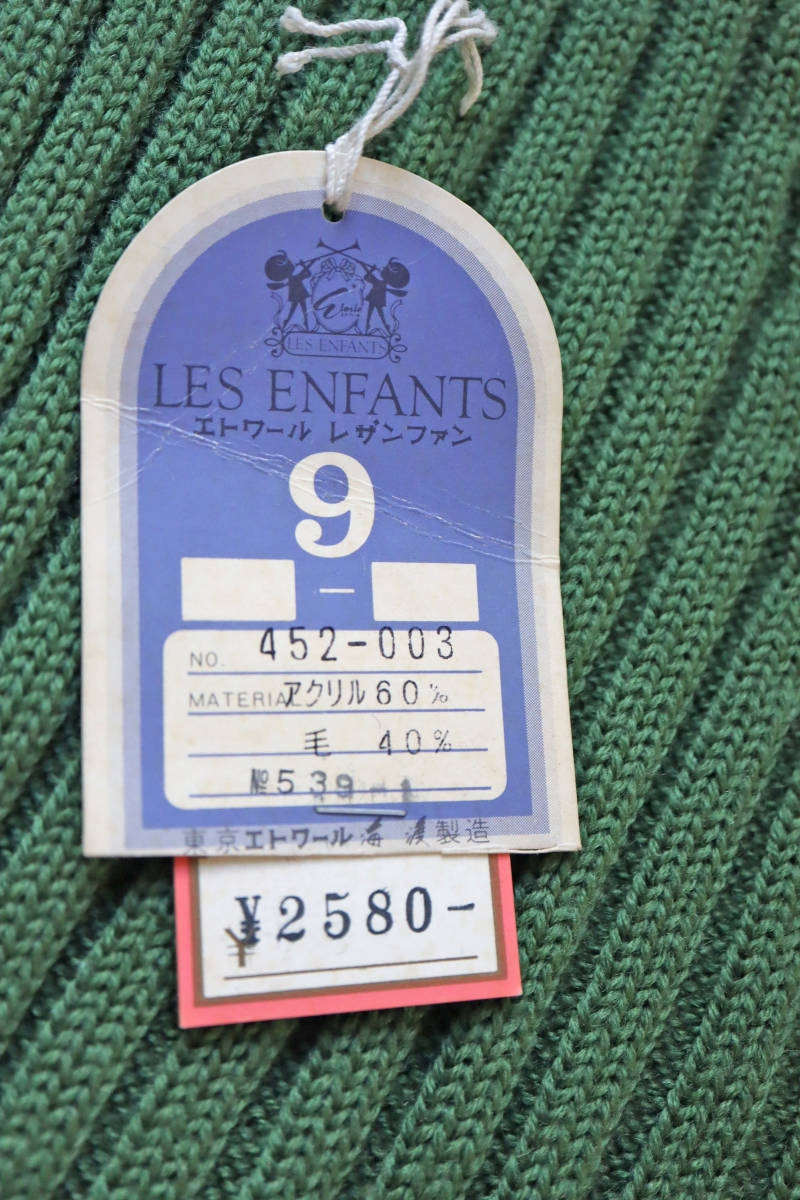 Etoile
LES ENFANTS
LES ENFANTS
エトワール レザンファン
9
—
NO. 452-003
MATERIAL アクリル60%
毛 40%
№539
東京エトワール海渡製造
¥2580-
¥